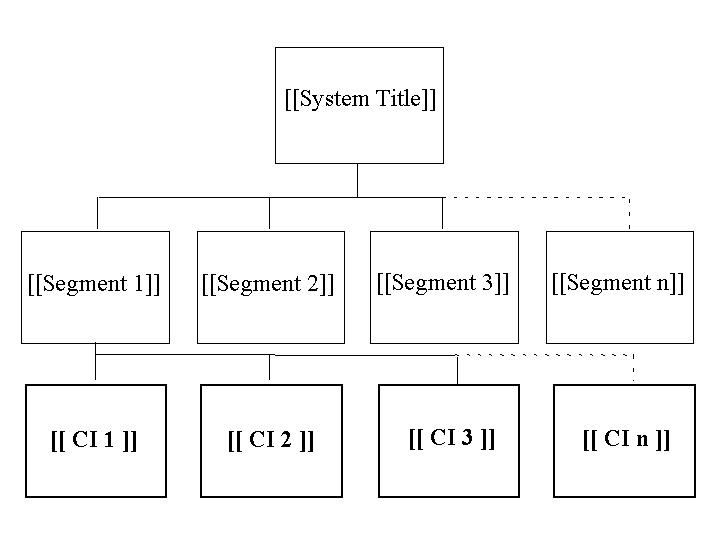 [[System Title]]
[[Segment 1]]
[[Segment 2]]
[[Segment 3]]
[[Segment n]]
[[ CI 1 ]]
[[ CI 2 ]]
[[ CI 3 ]]
[[ CI n ]]